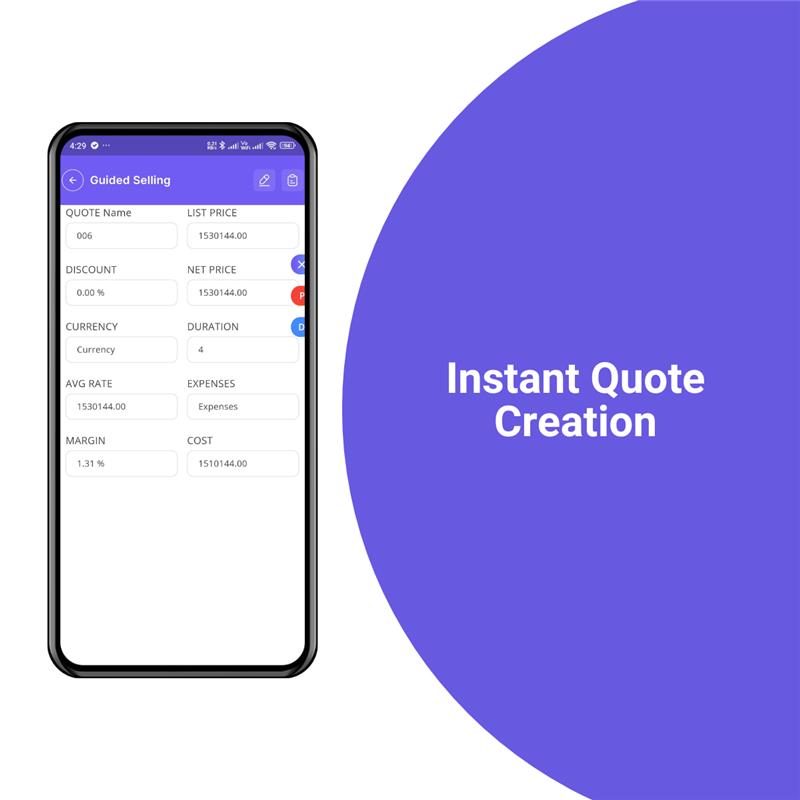 4:29
Guided Selling
QUOTE Name
LIST PRICE
006
1530144.00
DISCOUNT
NET PRICE
0.00 %
1530144.00
P
CURRENCY
DURATION
D
Currency
4
AVG RATE
EXPENSES
1530144.00
Expenses
MARGIN
COST
1.31 %
1510144.00
Instant Quote
Creation